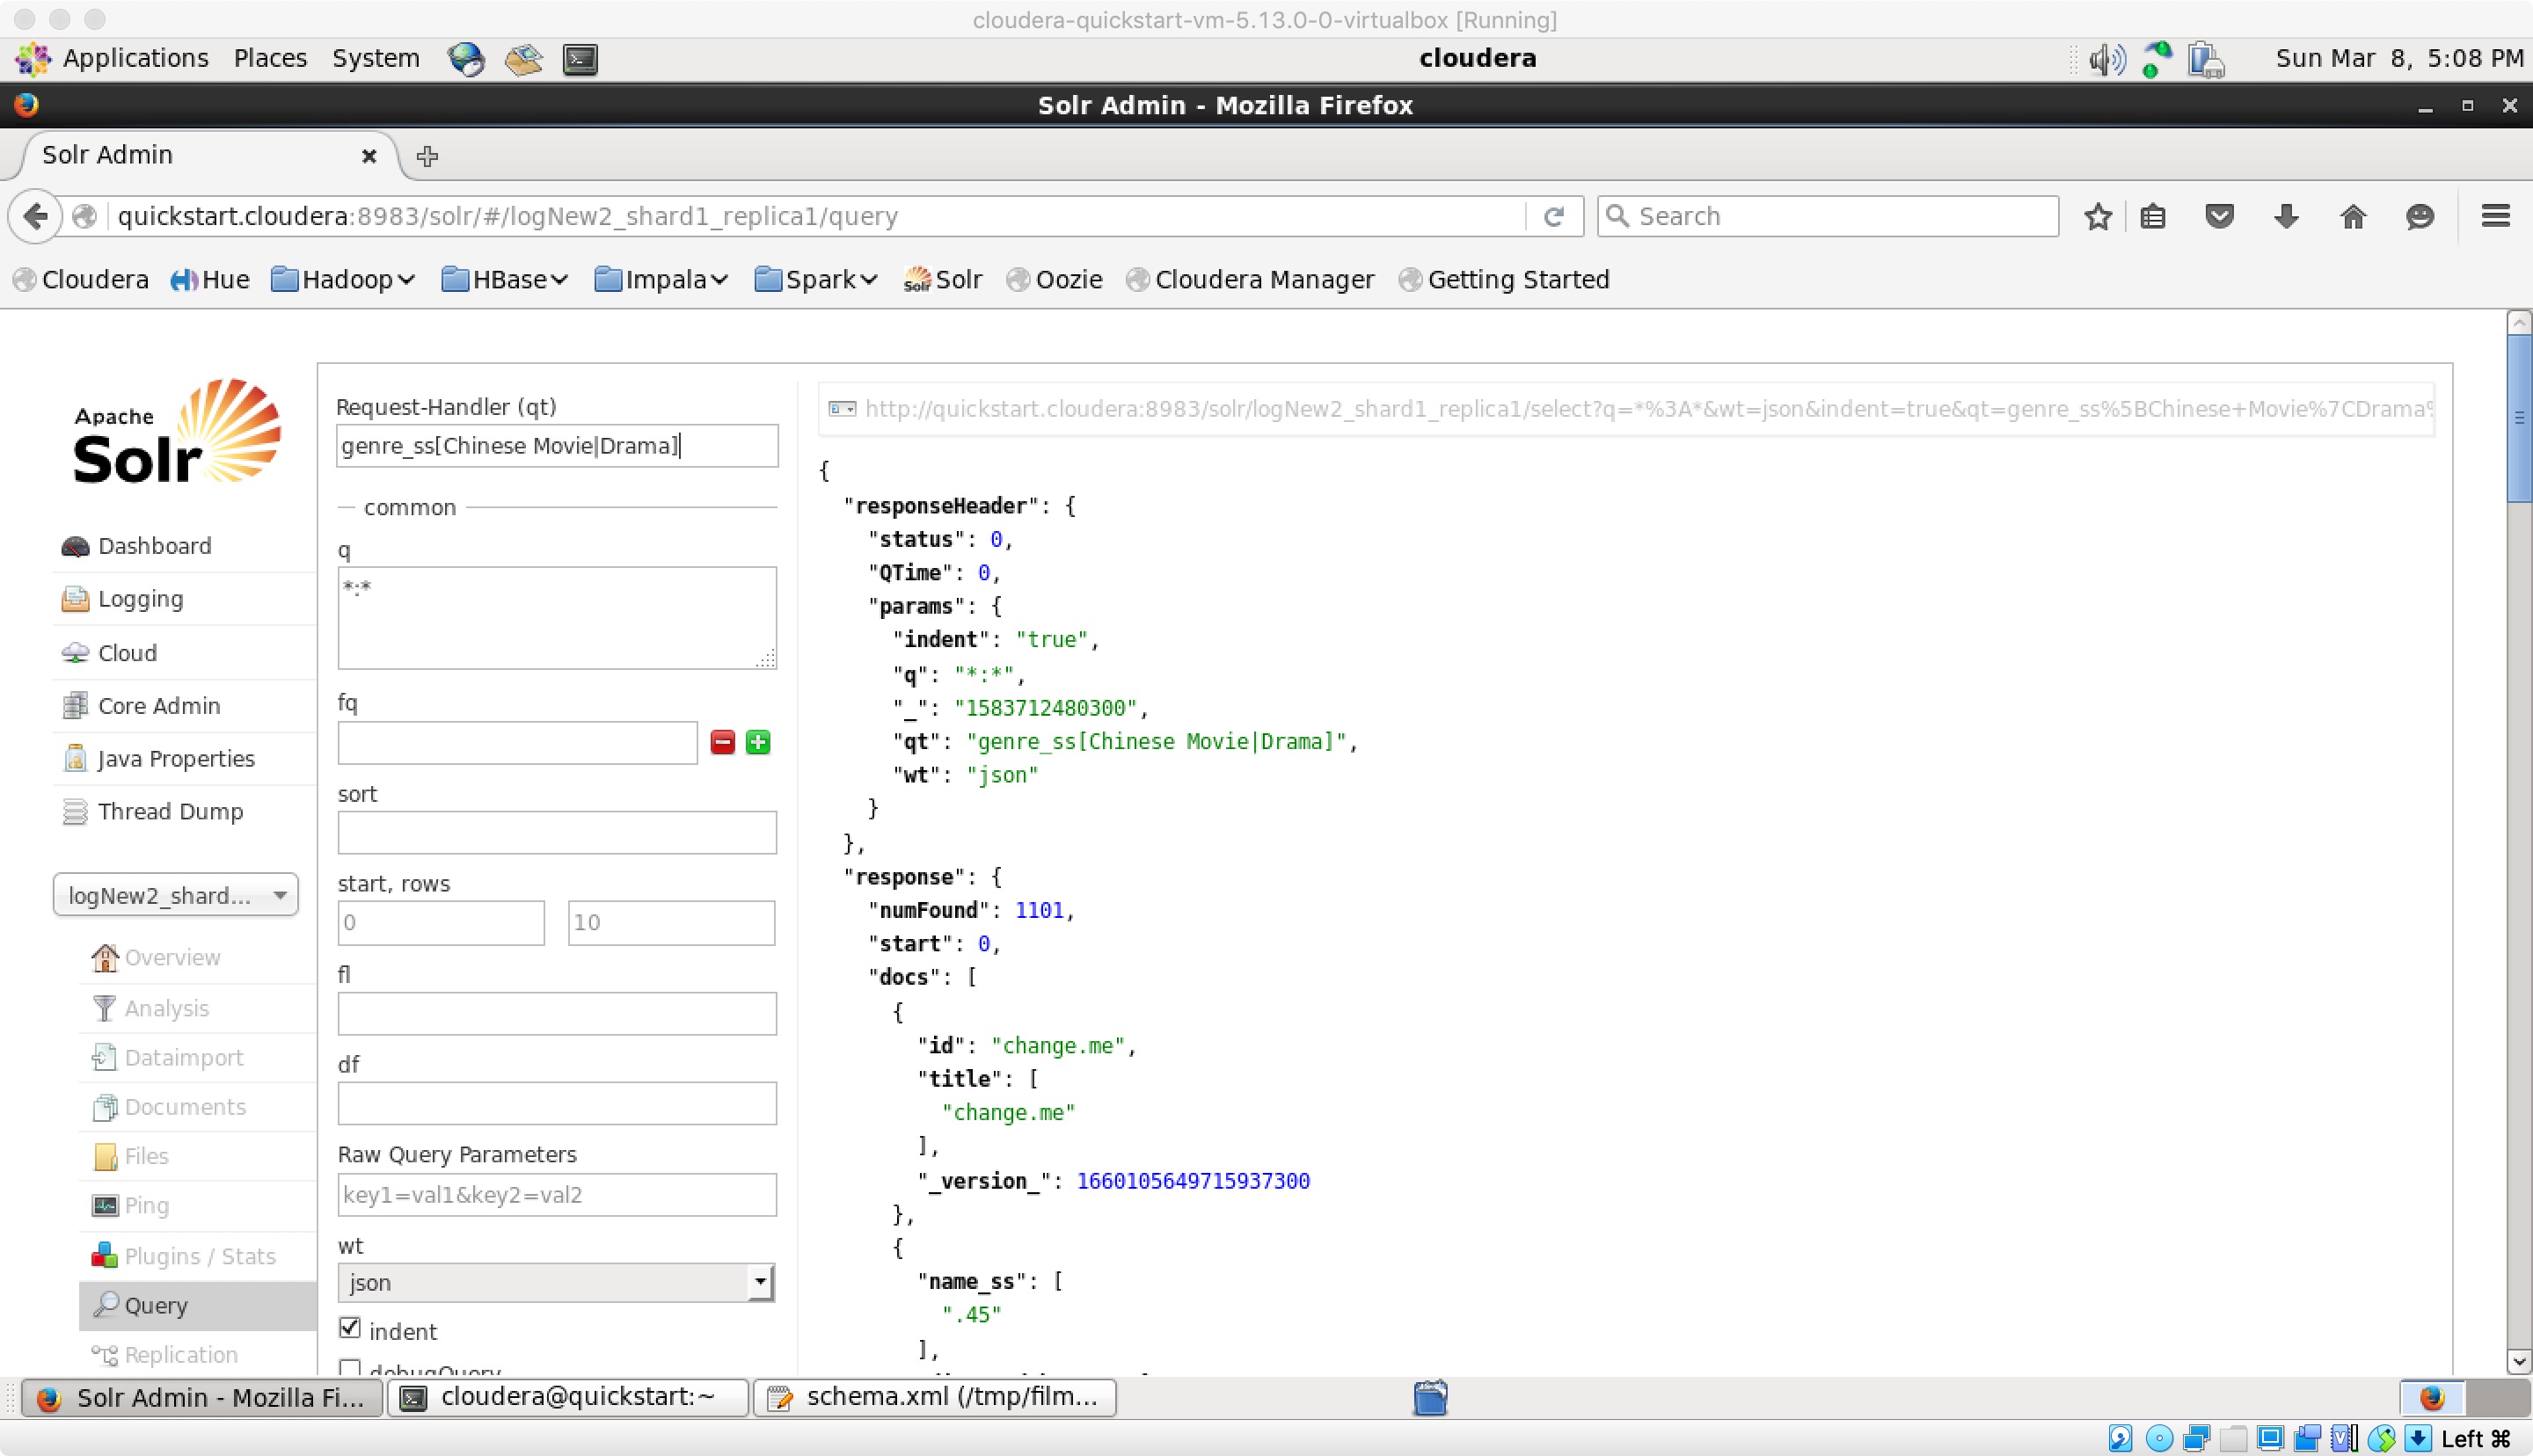 cloudera-quickstart-vm-5.13.0-0-virtualbox [Running]
Applications Places System cloudera Sun Mar 8, 5:08 PM
Solr Admin - Mozilla Firefox
Solr Admin
quickstart.cloudera:8983/solr/#/logNew2_shard1_replica1/query Search
Cloudera Hue Hadoop HBase Impala Spark Solr Oozie Cloudera Manager Getting Started
Apache
Solr
Dashboard
Logging
Cloud
Core Admin
Java Properties
Thread Dump
logNew2_shard...
Overview
Analysis
Dataimport
Documents
Files
Ping
Plugins / Stats
Query
Replication
Request-Handler (qt)
genre_ss[Chinese Movie|Drama]
common
q
*:*
fq
sort
start, rows
0 10
fl
df
Raw Query Parameters
key1=val1&key2=val2
wt
json
indent
debugQuery
http://quickstart.cloudera:8983/solr/logNew2_shard1_replica1/select?q=*%3A*&wt=json&indent=true&qt=genre_ss%5BChinese+Movie%7CDrama%
{
"responseHeader": {
"status": 0,
"QTime": 0,
"params": {
"indent": "true",
"q": "*:*",
"_": "1583712480300",
"qt": "genre_ss[Chinese Movie|Drama]",
"wt": "json"
}
},
"response": {
"numFound": 1101,
"start": 0,
"docs": [
{
"id": "change.me",
"title": [
"change.me"
],
"_version_": 1660105649715937300
},
{
"name_ss": [
".45"
],
Solr Admin - Mozilla Fi... cloudera@quickstart:~ schema.xml (/tmp/film...
Left ⌘